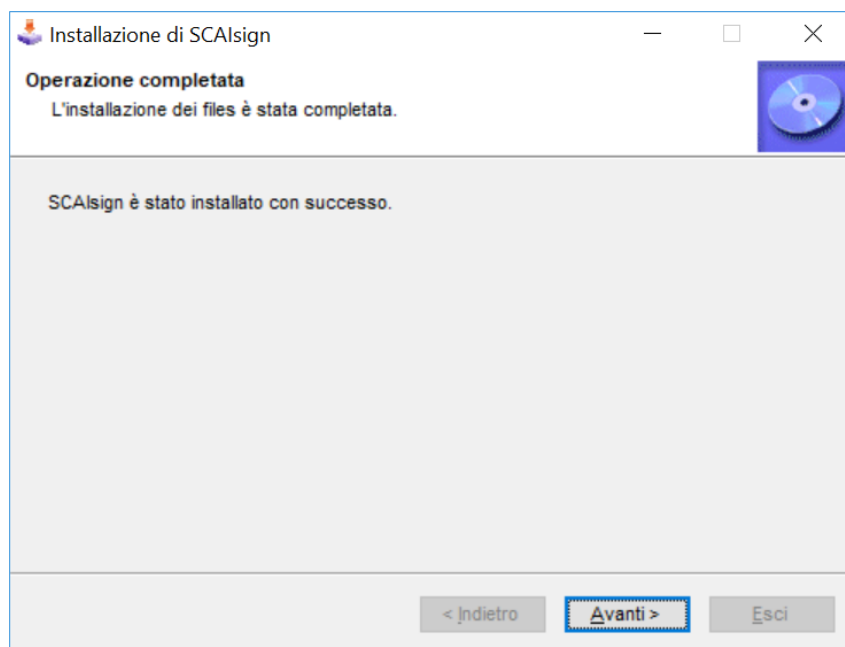 Installazione di SCAIsign
Operazione completata
L'installazione dei files è stata completata.
SCAIsign è stato installato con successo.
< Indietro
Avanti >
Esci